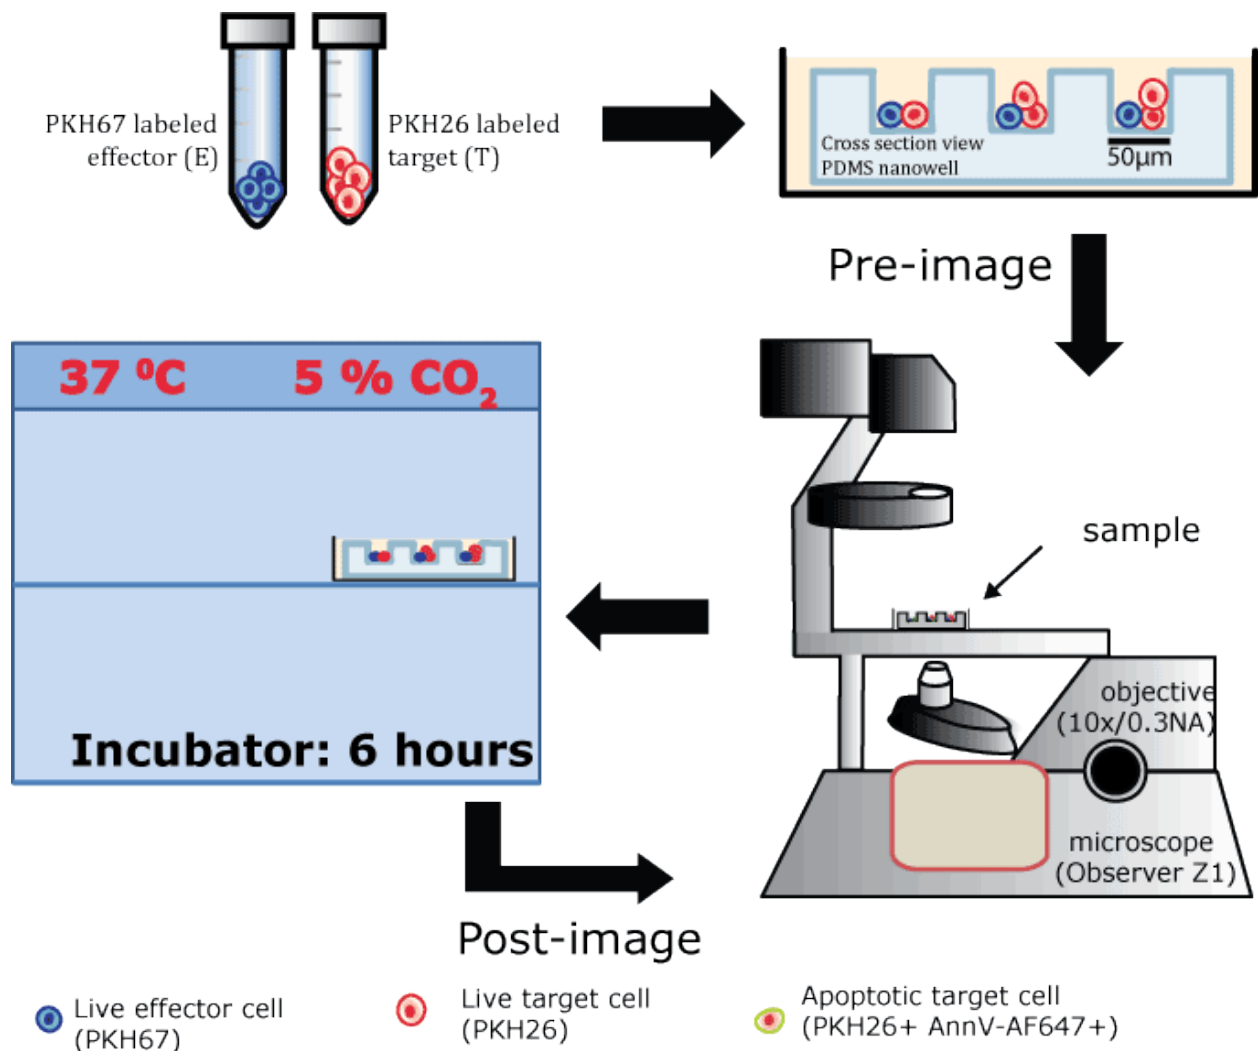 PKH67 labeled
effector (E)
PKH26 labeled
target (T)
Cross section view
PDMS nanowell
50µm
Pre-image
37 ⁰C 5 % CO₂
sample
objective
(10x/0.3NA)
Incubator: 6 hours
microscope
(Observer Z1)
Post-image
Live effector cell
(PKH67)
Live target cell
(PKH26)
Apoptotic target cell
(PKH26+ AnnV-AF647+)